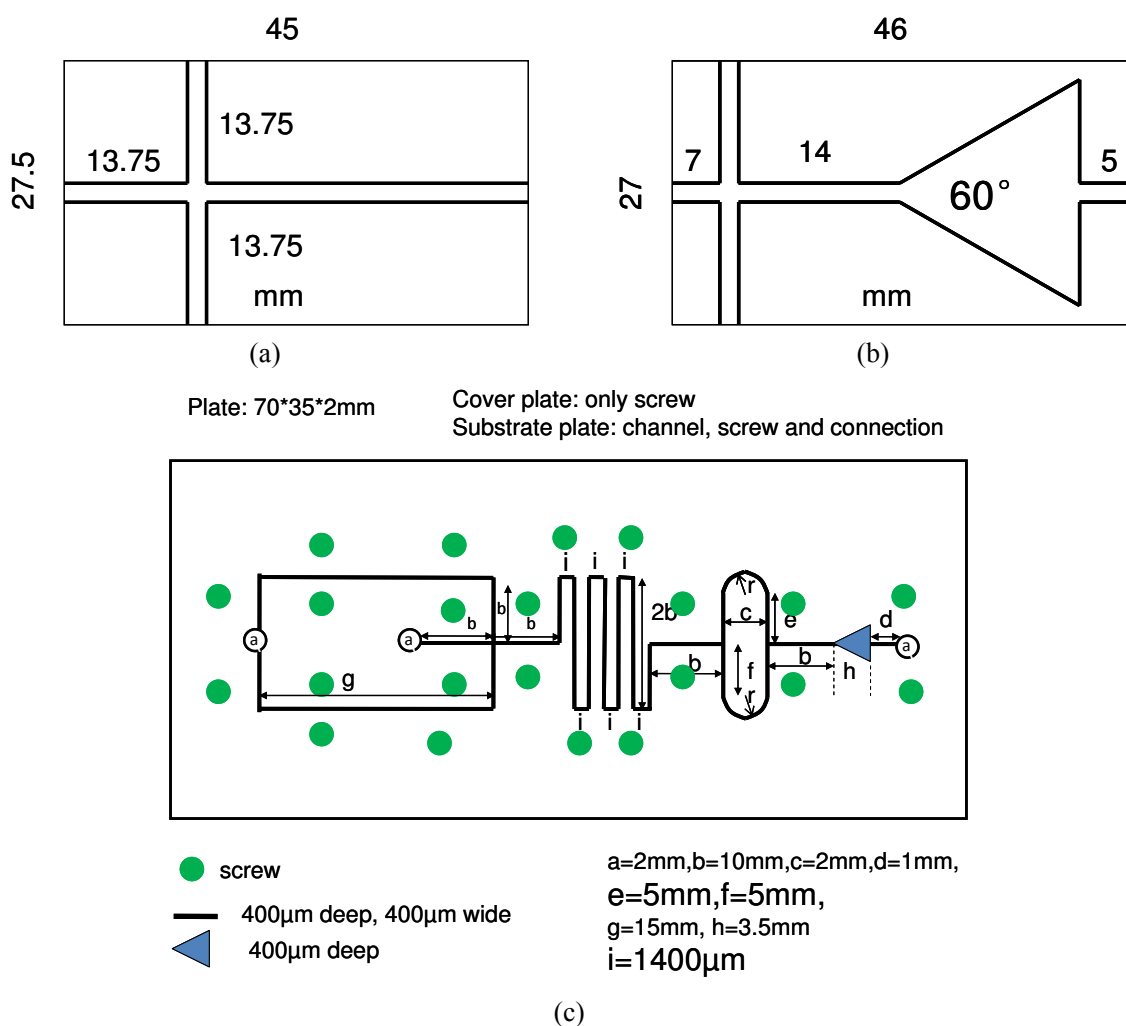 45
27.5
13.75
13.75
13.75
mm
(a)
46
27
7
14
5
60°
mm
(b)
Plate: 70*35*2mm
Cover plate: only screw
Substrate plate: channel, screw and connection
i i i
r
b
b b
2b
c
e
d
a
a
a
g
b
f
b
h
r
i i i
screw
400µm deep, 400µm wide
400µm deep
a=2mm,b=10mm,c=2mm,d=1mm,
e=5mm,f=5mm,
g=15mm, h=3.5mm
i=1400µm
(c)